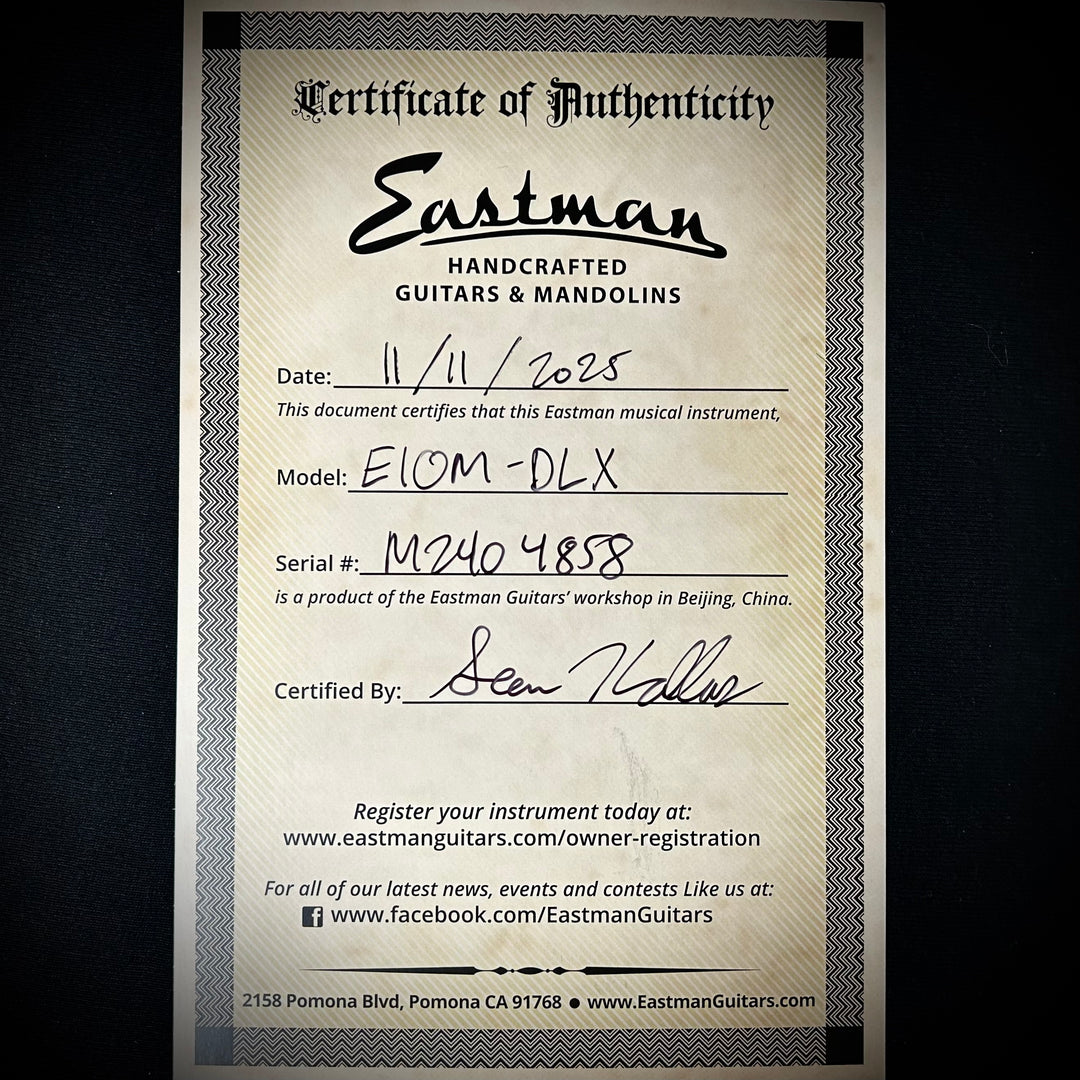 Certificate of Authenticity
Eastman
HANDCRAFTED
GUITARS & MANDOLINS
Date: 11/11/2025
This document certifies that this Eastman musical instrument,
Model: E10M-DLX
Serial #: M2404858
is a product of the Eastman Guitars’ workshop in Beijing, China.
Certified By: Sean
Register your instrument today at:
www.eastmanguitars.com/owner-registration
For all of our latest news, events and contests Like us at:
f www.facebook.com/EastmanGuitars
2158 Pomona Blvd, Pomona CA 91768 ● www.EastmanGuitars.com